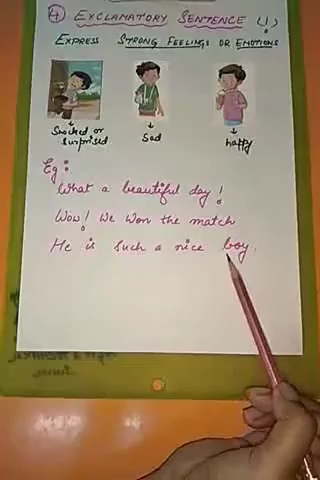 4 EXCLAMATORY SENTENCE (!)
EXPRESS STRONG FEELINGS OR EMOTIONS
Shocked or surprised
Sad
happy
Eg:
What a beautiful day!
Wow! We won the match
He is such a nice boy.